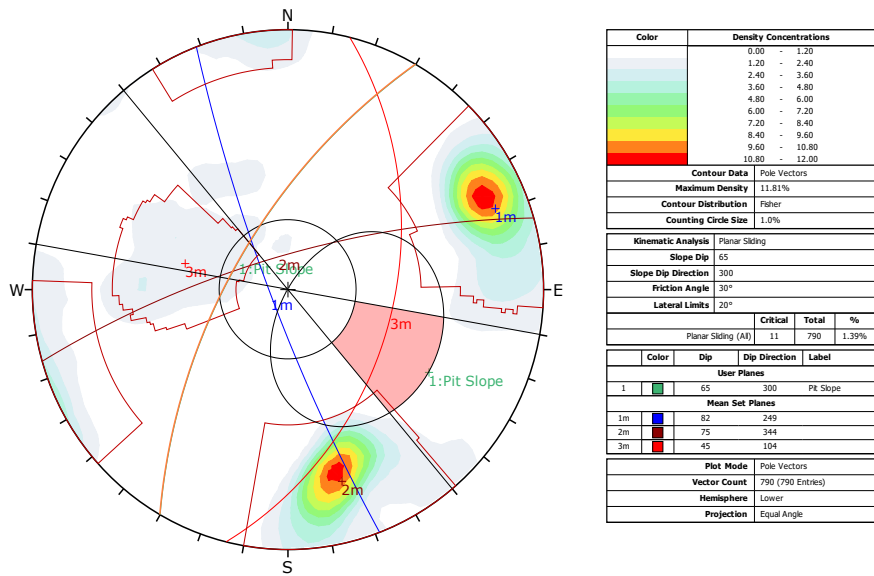 N
W
E
S
1m
2m
3m
1:Pit Slope
2m
1m
3m
1:Pit Slope
Color Density Concentrations
0.00 - 1.20
1.20 - 2.40
2.40 - 3.60
3.60 - 4.80
4.80 - 6.00
6.00 - 7.20
7.20 - 8.40
8.40 - 9.60
9.60 - 10.80
10.80 - 12.00
Contour Data Pole Vectors
Maximum Density 11.81%
Contour Distribution Fisher
Counting Circle Size 1.0%
Kinematic Analysis Planar Sliding
Slope Dip 65
Slope Dip Direction 300
Friction Angle 30°
Lateral Limits 20°
Critical Total %
Planar Sliding (All) 11 790 1.39%
Color Dip Dip Direction Label
User Planes
1 65 300 Pit Slope
Mean Set Planes
1m 82 249
2m 75 344
3m 45 104
Plot Mode Pole Vectors
Vector Count 790 (790 Entries)
Hemisphere Lower
Projection Equal Angle